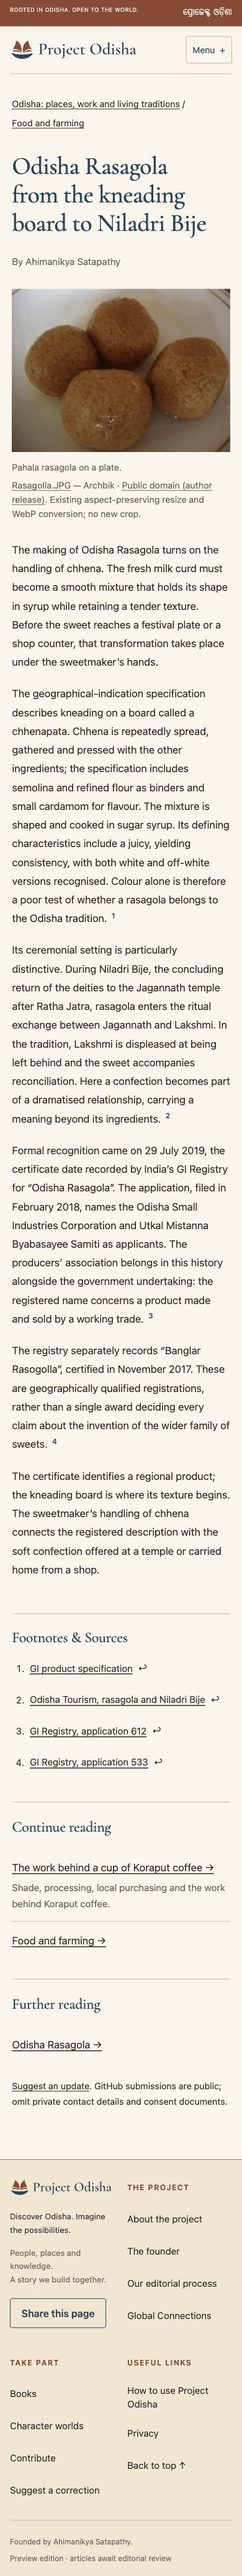 ROOTED IN ODISHA. OPEN TO THE WORLD.
ପ୍ରୋଜେକ୍ଟ ଓଡ଼ିଶା
Project Odisha
Menu +
Odisha: places, work and living traditions /
Food and farming
Odisha Rasagola
from the kneading
board to Niladri Bije
By Ahimanikya Satapathy
Pahala rasagola on a plate.
Rasagolla.JPG — Archbik · Public domain (author
release). Existing aspect-preserving resize and
WebP conversion; no new crop.
The making of Odisha Rasagola turns on the
handling of chhena. The fresh milk curd must
become a smooth mixture that holds its shape
in syrup while retaining a tender texture.
Before the sweet reaches a festival plate or a
shop counter, that transformation takes place
under the sweetmaker’s hands.
The geographical-indication specification
describes kneading on a board called a
chhenapata. Chhena is repeatedly spread,
gathered and pressed with the other
ingredients; the specification includes
semolina and refined flour as binders and
small cardamom for flavour. The mixture is
shaped and cooked in sugar syrup. Its defining
characteristics include a juicy, yielding
consistency, with both white and off-white
versions recognised. Colour alone is therefore
a poor test of whether a rasagola belongs to
the Odisha tradition. 1
Its ceremonial setting is particularly
distinctive. During Niladri Bije, the concluding
return of the deities to the Jagannath temple
after Ratha Jatra, rasagola enters the ritual
exchange between Jagannath and Lakshmi. In
the tradition, Lakshmi is displeased at being
left behind and the sweet accompanies
reconciliation. Here a confection becomes part
of a dramatised relationship, carrying a
meaning beyond its ingredients. 2
Formal recognition came on 29 July 2019, the
certificate date recorded by India’s GI Registry
for “Odisha Rasagola”. The application, filed in
February 2018, names the Odisha Small
Industries Corporation and Utkal Mistanna
Byabasayee Samiti as applicants. The
producers’ association belongs in this history
alongside the government undertaking: the
registered name concerns a product made
and sold by a working trade. 3
The registry separately records “Banglar
Rasogolla”, certified in November 2017. These
are geographically qualified registrations,
rather than a single award deciding every
claim about the invention of the wider family of
sweets. 4
The certificate identifies a regional product;
the kneading board is where its texture begins.
The sweetmaker’s handling of chhena
connects the registered description with the
soft confection offered at a temple or carried
home from a shop.
Footnotes & Sources
1. GI product specification ↩
2. Odisha Tourism, rasagola and Niladri Bije ↩
3. GI Registry, application 612 ↩
4. GI Registry, application 533 ↩
Continue reading
The work behind a cup of Koraput coffee →
Shade, processing, local purchasing and the work
behind Koraput coffee.
Food and farming →
Further reading
Odisha Rasagola →
Suggest an update. GitHub submissions are public;
omit private contact details and consent documents.
Project Odisha
Discover Odisha. Imagine
the possibilities.
People, places and
knowledge.
A story we build together.
Share this page
THE PROJECT
About the project
The founder
Our editorial process
Global Connections
TAKE PART
Books
Character worlds
Contribute
Suggest a correction
USEFUL LINKS
How to use Project
Odisha
Privacy
Back to top ↑
Founded by Ahimanikya Satapathy.
Preview edition · articles await editorial review